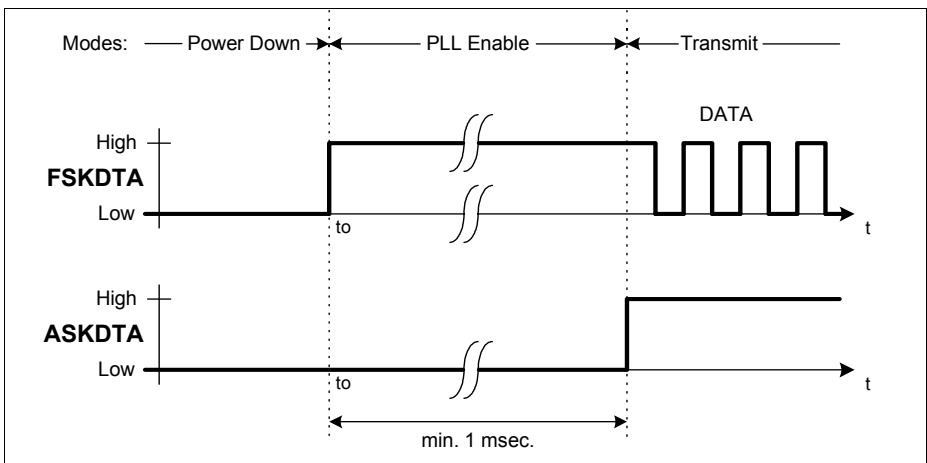 Modes: Power Down PLL Enable Transmit
DATA
High
FSKDTA
Low
to
t
High
ASKDTA
Low
to
t
min. 1 msec.